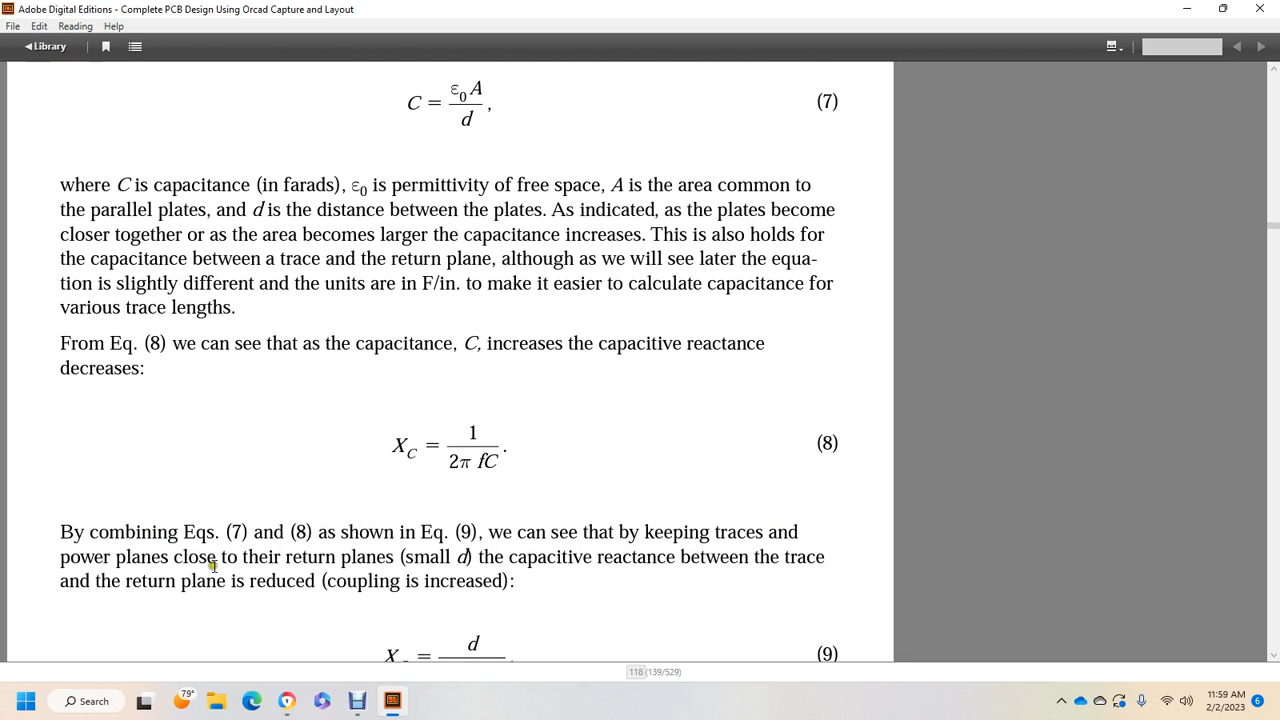 Adobe Digital Editions - Complete PCB Design Using Orcad Capture and Layout
File Edit Reading Help
Library
C = ε0 A / d , (7)
where C is capacitance (in farads), ε0 is permittivity of free space, A is the area common to
the parallel plates, and d is the distance between the plates. As indicated, as the plates become
closer together or as the area becomes larger the capacitance increases. This is also holds for
the capacitance between a trace and the return plane, although as we will see later the equa-
tion is slightly different and the units are in F/in. to make it easier to calculate capacitance for
various trace lengths.
From Eq. (8) we can see that as the capacitance, C, increases the capacitive reactance
decreases:
XC = 1 / 2π fC . (8)
By combining Eqs. (7) and (8) as shown in Eq. (9), we can see that by keeping traces and
power planes close to their return planes (small d) the capacitive reactance between the trace
and the return plane is reduced (coupling is increased):
X = d (9)
118 (139/529)
Search
79°
11:59 AM
2/2/2023
6